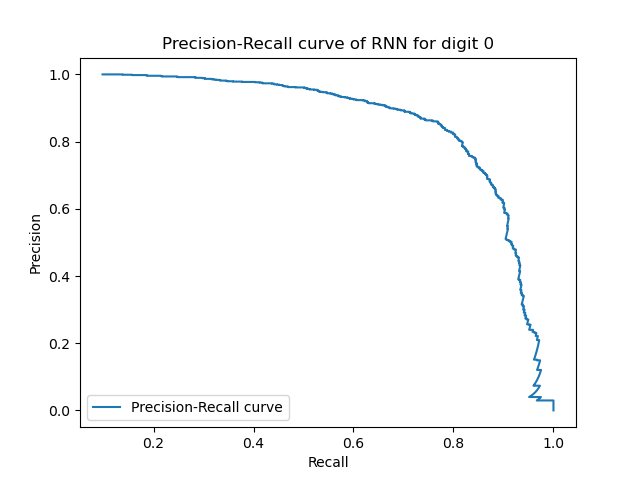 Precision-Recall curve of RNN for digit 0
1.0
0.8
0.6
0.4
0.2
0.0
Precision
Precision-Recall curve
0.2 0.4 0.6 0.8 1.0
Recall